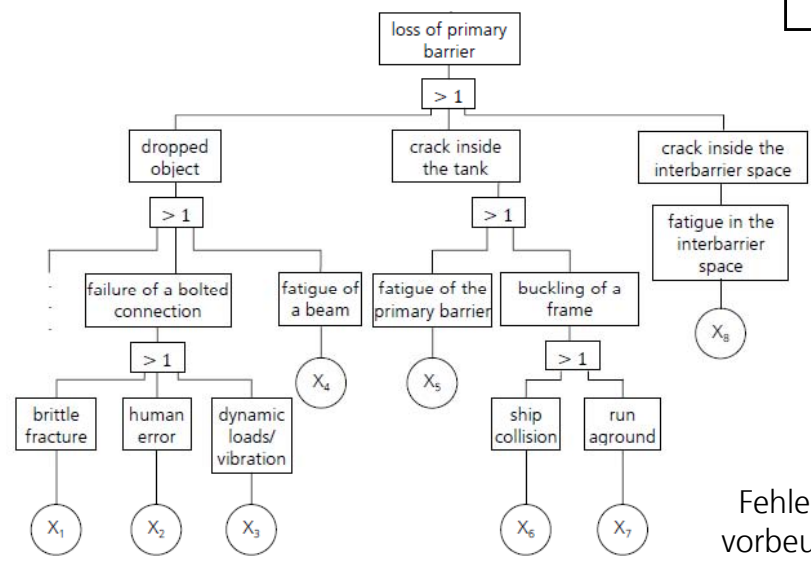 loss of primary
barrier
> 1
dropped
object
crack inside
the tank
crack inside the
interbarrier space
> 1
> 1
fatigue in the
interbarrier
space
failure of a bolted
connection
fatigue of
a beam
fatigue of the
primary barrier
buckling of a
frame
> 1
> 1
X₄
X₅
X₈
brittle
fracture
human
error
dynamic
loads/
vibration
ship
collision
run
aground
X₁
X₂
X₃
X₆
X₇
Fehle
vorbeu